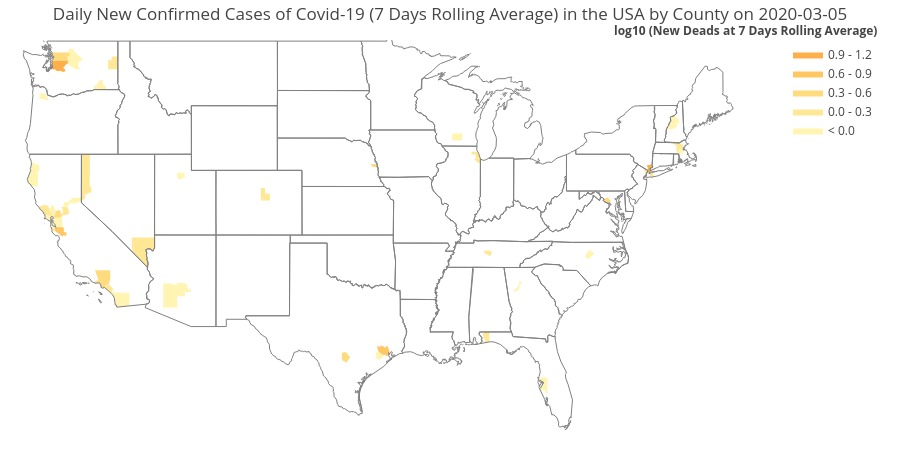 Daily New Confirmed Cases of Covid-19 (7 Days Rolling Average) in the USA by County on 2020-03-05
log10 (New Deads at 7 Days Rolling Average)
0.9 - 1.2
0.6 - 0.9
0.3 - 0.6
0.0 - 0.3
< 0.0